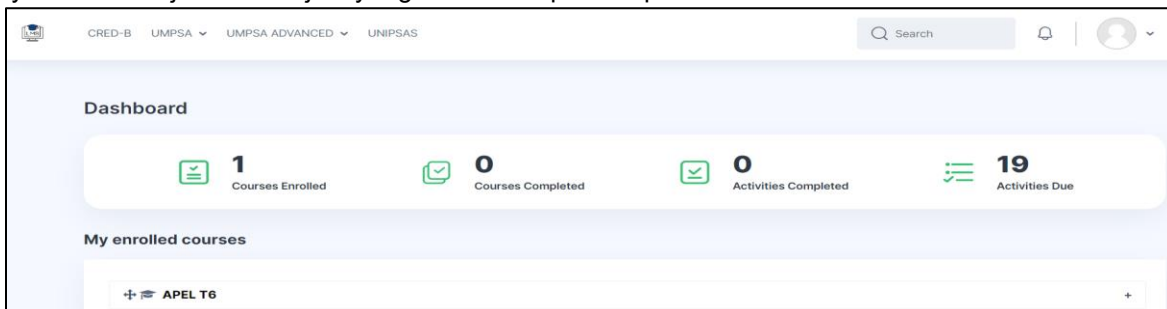 CRED-B UMPSA UMPSA ADVANCED UNIPSAS Search
Dashboard
1 0 0 19
Courses Enrolled Courses Completed Activities Completed Activities Due
My enrolled courses
APEL T6 +